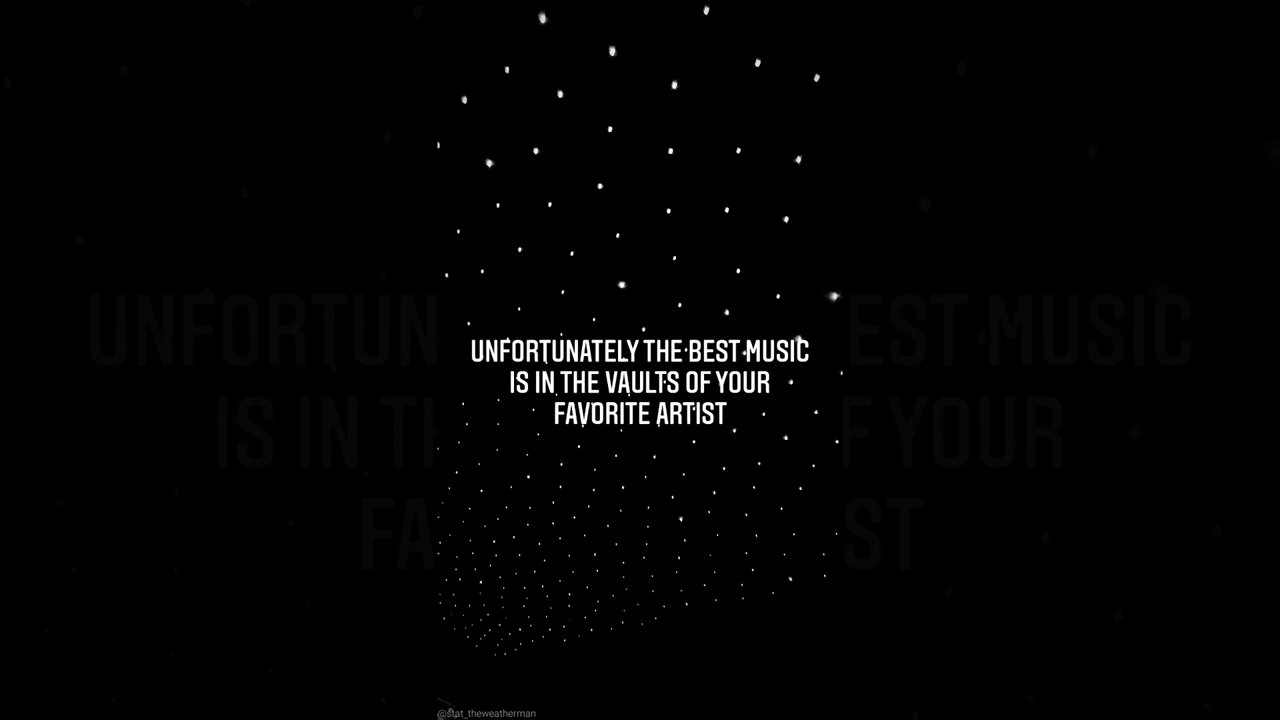 UNFORTUNATELY THE BEST MUSIC
IS IN THE VAULTS OF YOUR
FAVORITE ARTIST
@stat_theweatherman